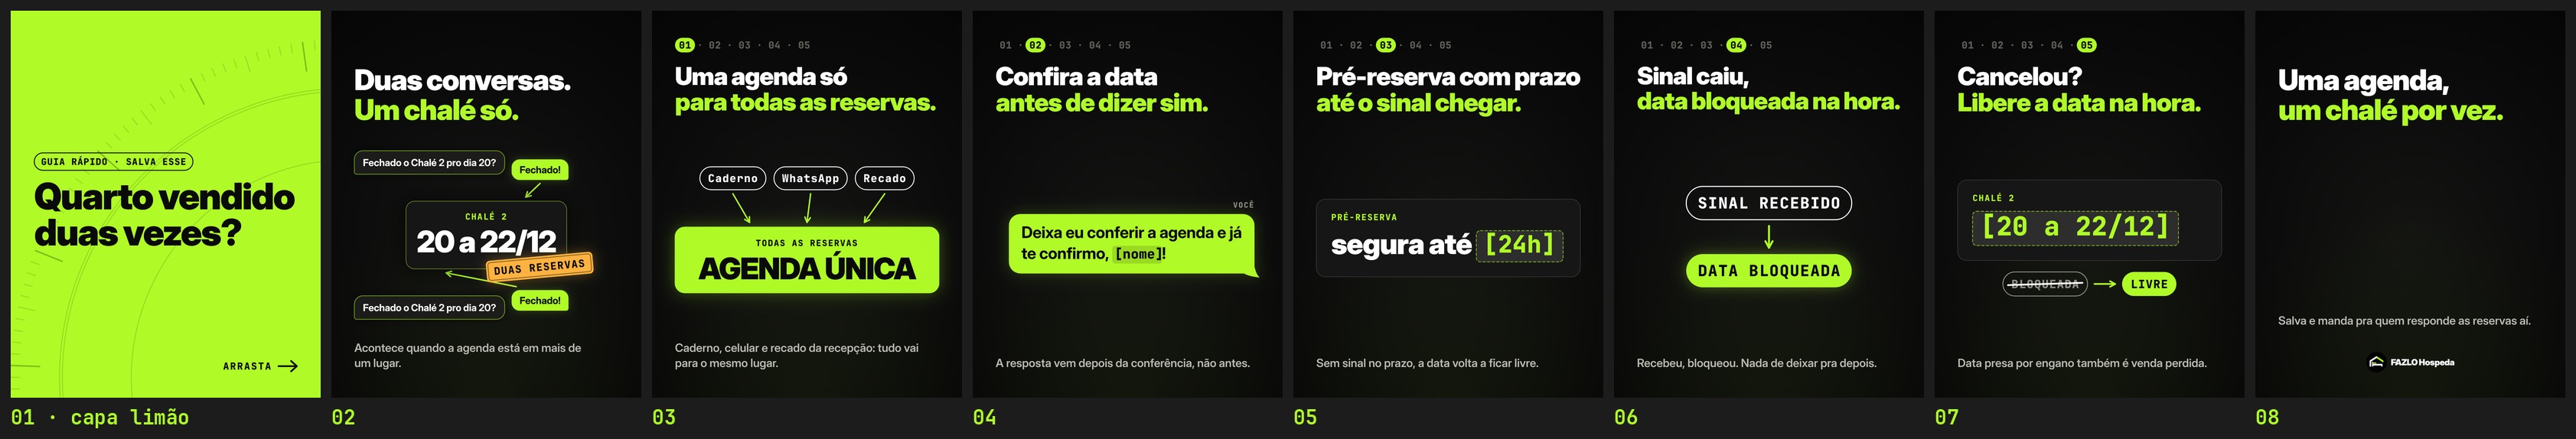 GUIA RÁPIDO · SALVA ESSE
Quarto vendido
duas vezes?
ARRASTA
01 · capa limão
Duas conversas.
Um chalé só.
Fechado o Chalé 2 pro dia 20?
Fechado!
CHALÉ 2
20 a 22/12
DUAS RESERVAS
Fechado o Chalé 2 pro dia 20?
Fechado!
Acontece quando a agenda está em mais de
um lugar.
02
01 · 02 · 03 · 04 · 05
Uma agenda só
para todas as reservas.
Caderno
WhatsApp
Recado
TODAS AS RESERVAS
AGENDA ÚNICA
Caderno, celular e recado da recepção: tudo vai
para o mesmo lugar.
03
01 · 02 · 03 · 04 · 05
Confira a data
antes de dizer sim.
VOCÊ
Deixa eu conferir a agenda e já
te confirmo, [nome]!
A resposta vem depois da conferência, não antes.
04
01 · 02 · 03 · 04 · 05
Pré-reserva com prazo
até o sinal chegar.
PRÉ-RESERVA
segura até [24h]
Sem sinal no prazo, a data volta a ficar livre.
05
01 · 02 · 03 · 04 · 05
Sinal caiu,
data bloqueada na hora.
SINAL RECEBIDO
DATA BLOQUEADA
Recebeu, bloqueou. Nada de deixar pra depois.
06
01 · 02 · 03 · 04 · 05
Cancelou?
Libere a data na hora.
CHALÉ 2
[20 a 22/12]
BLOQUEADA
LIVRE
Data presa por engano também é venda perdida.
07
Uma agenda,
um chalé por vez.
Salva e manda pra quem responde as reservas aí.
FAZLO Hospeda
08